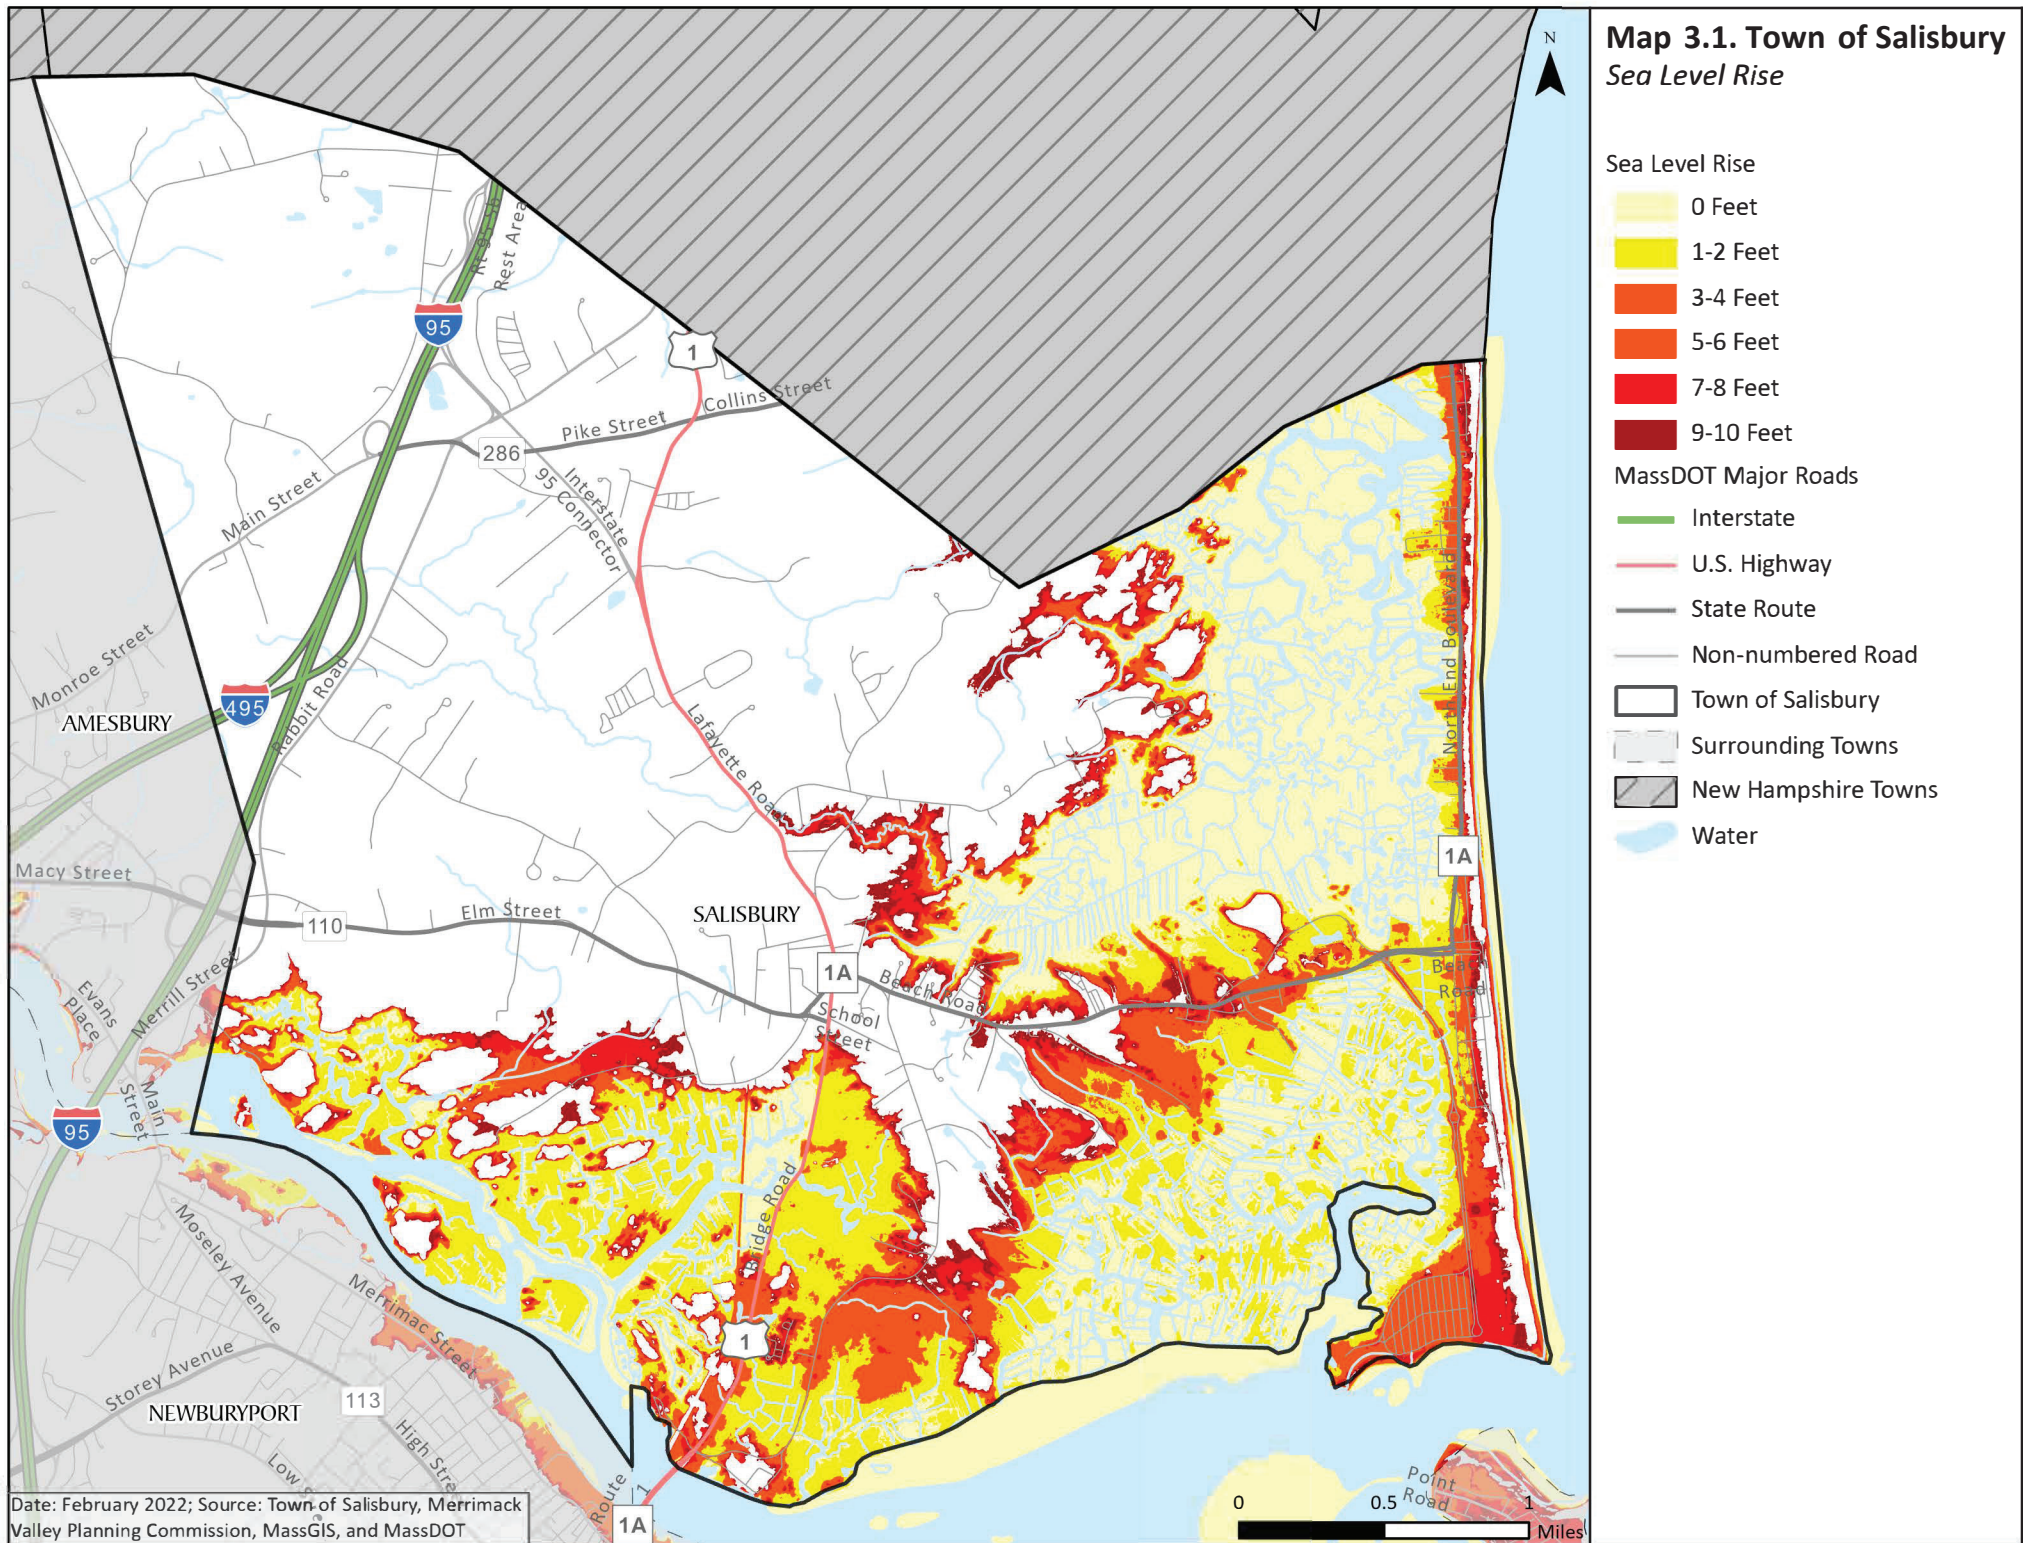 Map 3.1. Town of Salisbury
Sea Level Rise
Sea Level Rise
0 Feet
1-2 Feet
3-4 Feet
5-6 Feet
7-8 Feet
9-10 Feet
MassDOT Major Roads
Interstate
U.S. Highway
State Route
Non-numbered Road
Town of Salisbury
Surrounding Towns
New Hampshire Towns
Water
N
Rt 95 Sb
Rest Area
95
1
Collins Street
Pike Street
286
Main Street
Interstate
95 Connector
Monroe Street
Rabbit Road
495
AMESBURY
Lafayette Road
North End Boulevard
1A
Macy Street
110
Elm Street
SALISBURY
1A
Beach Road
School
Street
Beach
Road
Evans
Place
Merrill Street
Main
Street
95
Moseley Avenue
Bridge Road
Merrimac Street
1
Storey Avenue
113
NEWBURYPORT
High Street
Low
Route 1
1A
Point
Road
0
0.5
1
Miles
Date: February 2022; Source: Town of Salisbury, Merrimack
Valley Planning Commission, MassGIS, and MassDOT